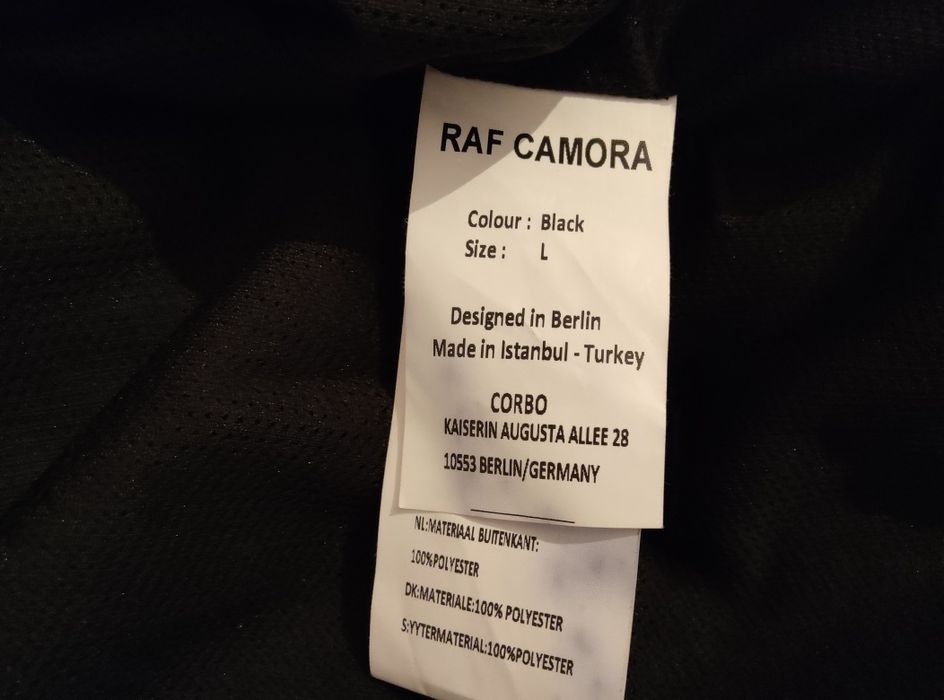 RAF CAMORA
Colour : Black
Size : L
Designed in Berlin
Made in Istanbul - Turkey
CORBO
KAISERIN AUGUSTA ALLEE 28
10553 BERLIN/GERMANY
NL:MATERIAAL BUITENKANT:
100%POLYESTER
DK:MATERIALE:100% POLYESTER
S:YYTERMATERIAL:100%POLYESTER